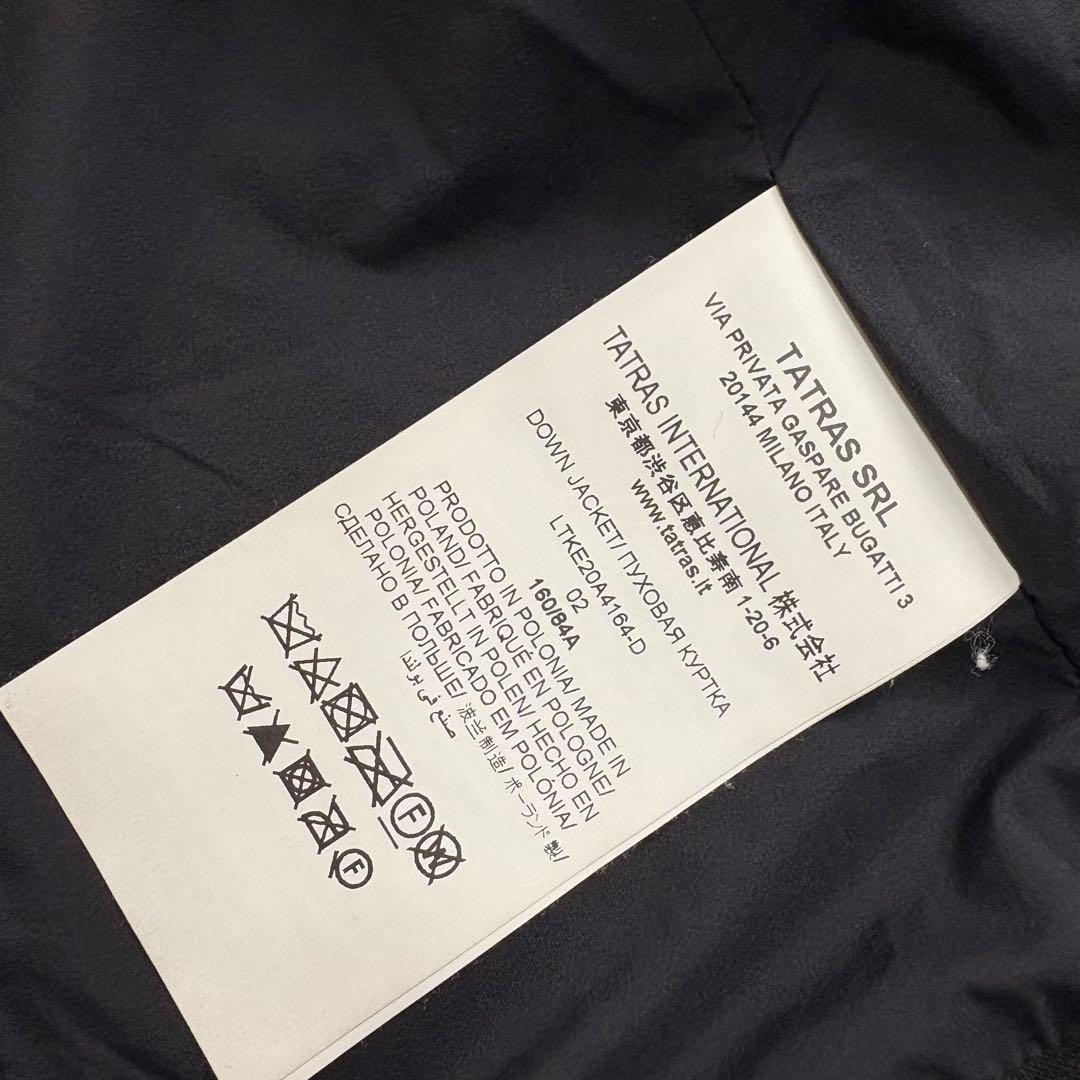 TATRAS SRL
VIA PRIVATA GASPARE BUGATTI 3
20144 MILANO ITALY
TATRAS INTERNATIONAL 株式会社
東京都渋谷区恵比寿南 1-20-6
www.tatras.it
DOWN JACKET/ ПУХОВАЯ КУРТКА
LTKE20A4164-D
02
160/84A
PRODOTTO IN POLONIA/ MADE IN
POLAND/ FABRIQUÉ EN POLOGNE/
HERGESTELLT IN POLEN/ HECHO EN
POLONIA/ FABRICADO EM POLONIA/
СДЕЛАНО В ПОЛЬШЕ/ 波兰制造/ ポーランド製/
F
F
W